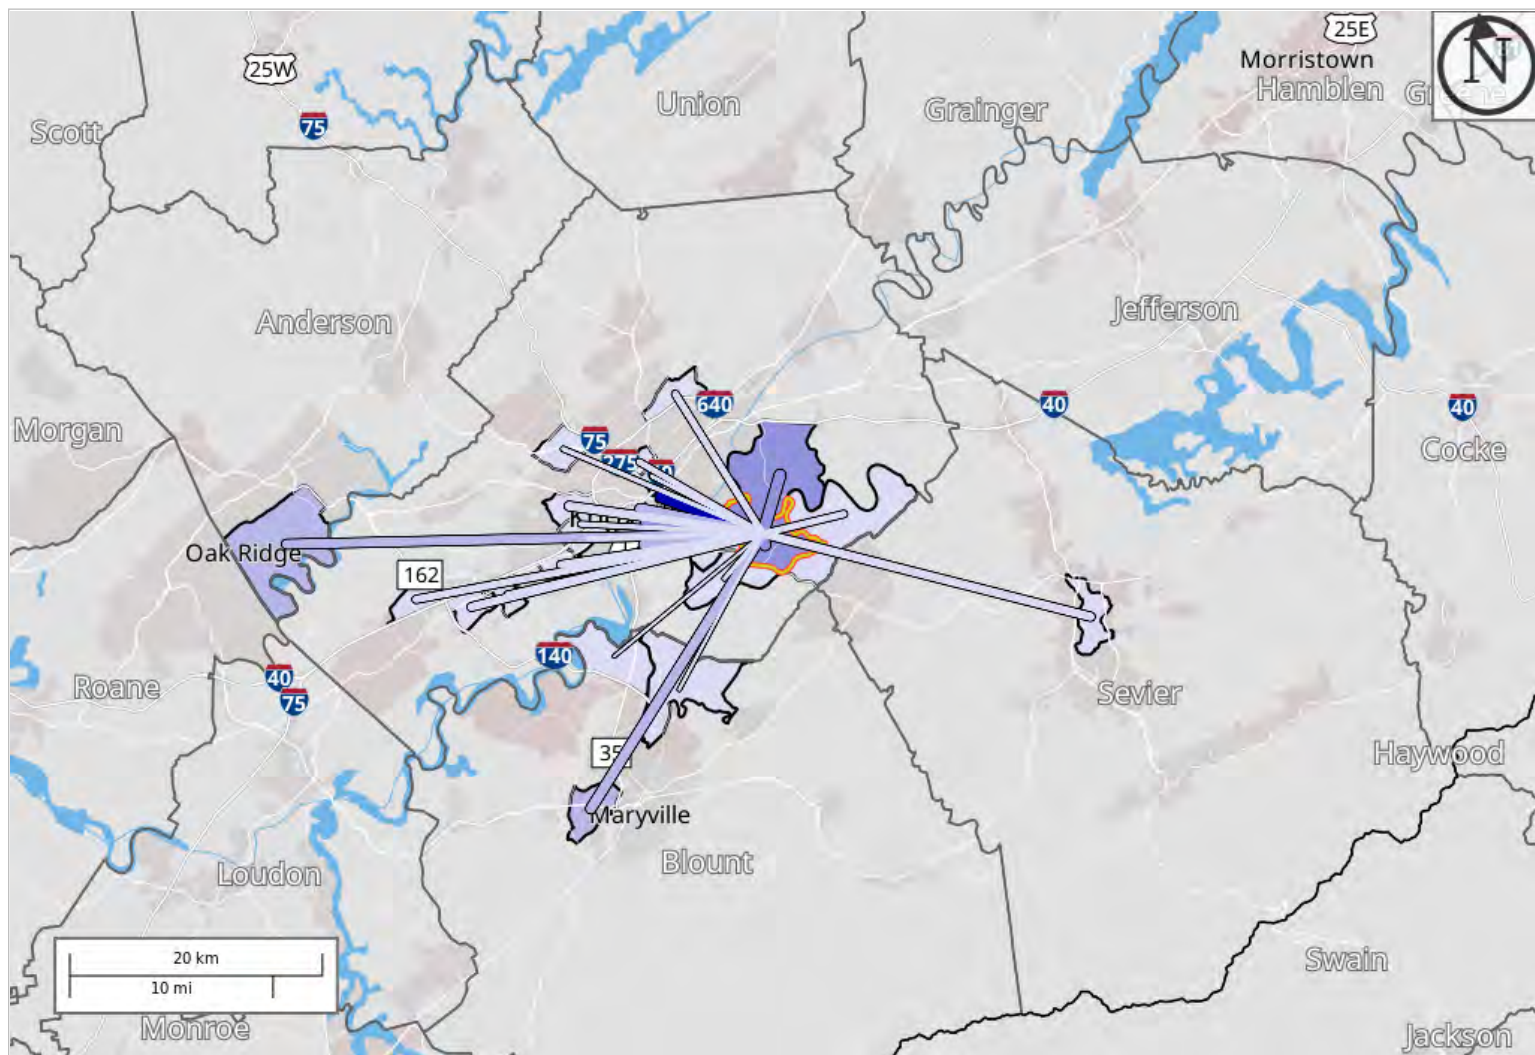 25E
Morristown
N
25W
Hamblen
Union
Grainger
75
Scott
Jefferson
Anderson
640
40
40
Morgan
75
275
Cocke
Oak Ridge
162
140
40
Roane
75
Sevier
35
Haywood
Maryville
Blount
Loudon
20 km
10 mi
Swain
Monroe
Jackson